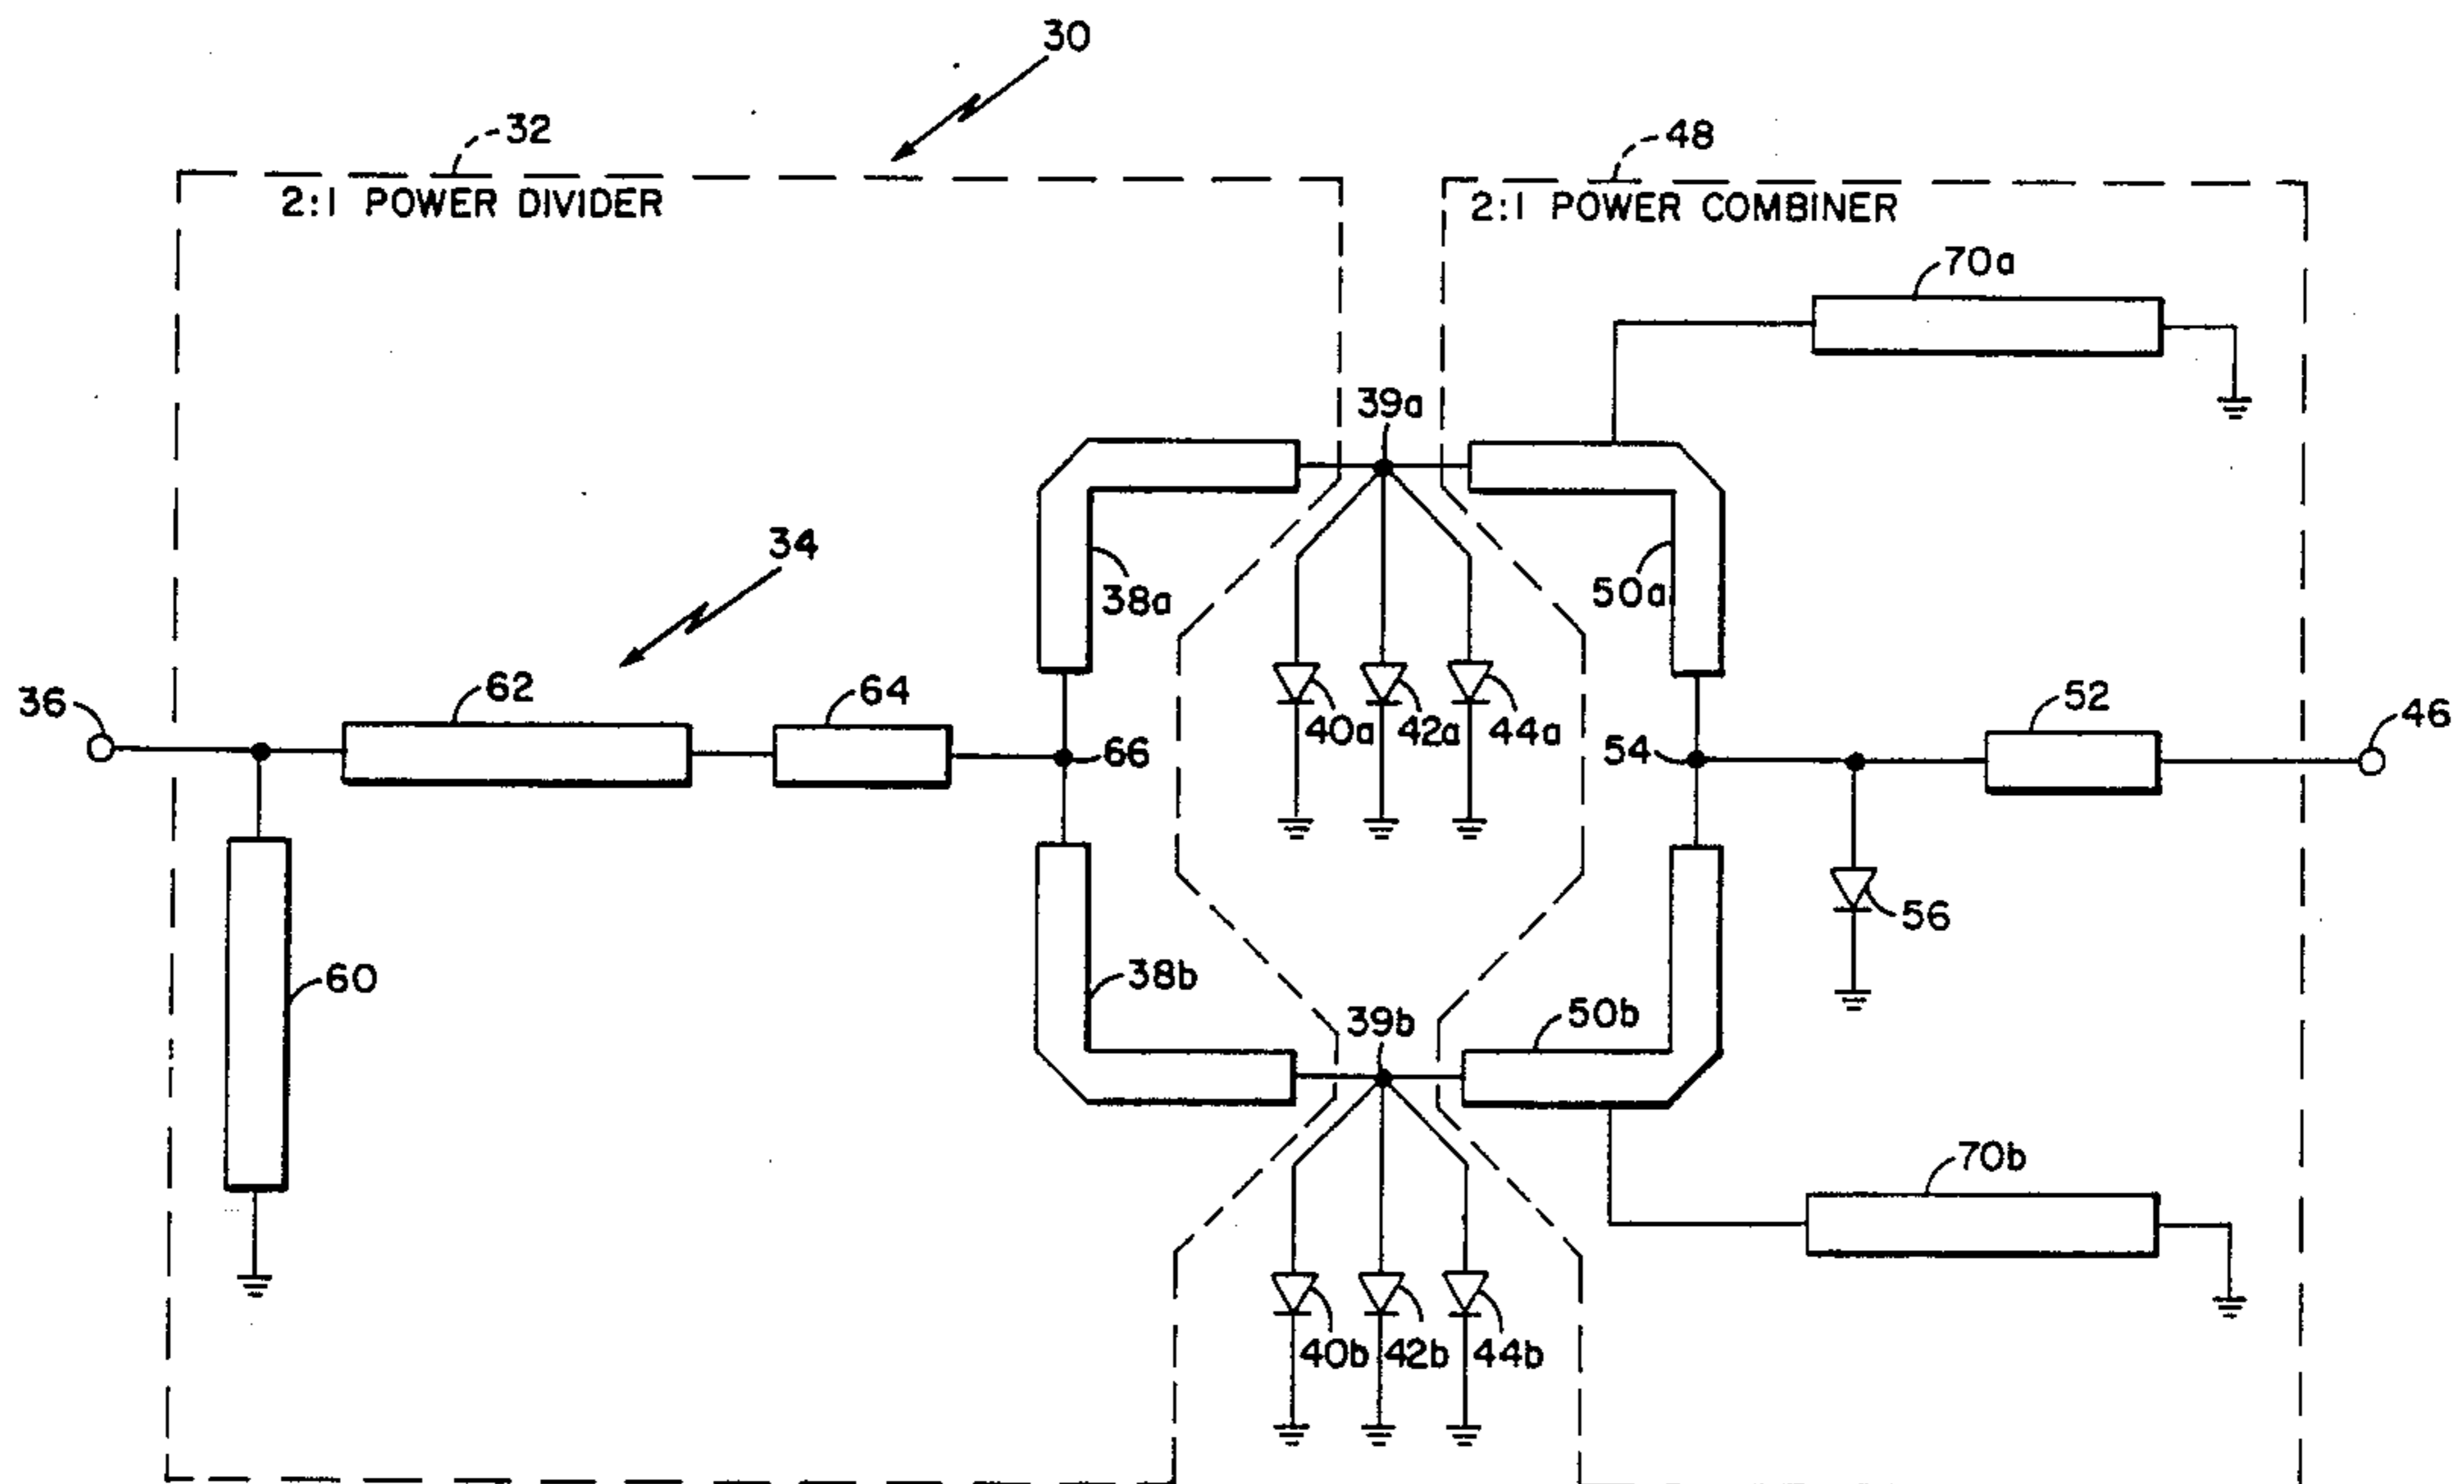 30
32
48
2:1 POWER DIVIDER
2:1 POWER COMBINER
70a
39a
34
38a
50a
36
62
64
66
40a
42a
44a
54
52
46
56
60
38b
39b
50b
70b
40b
42b
44b